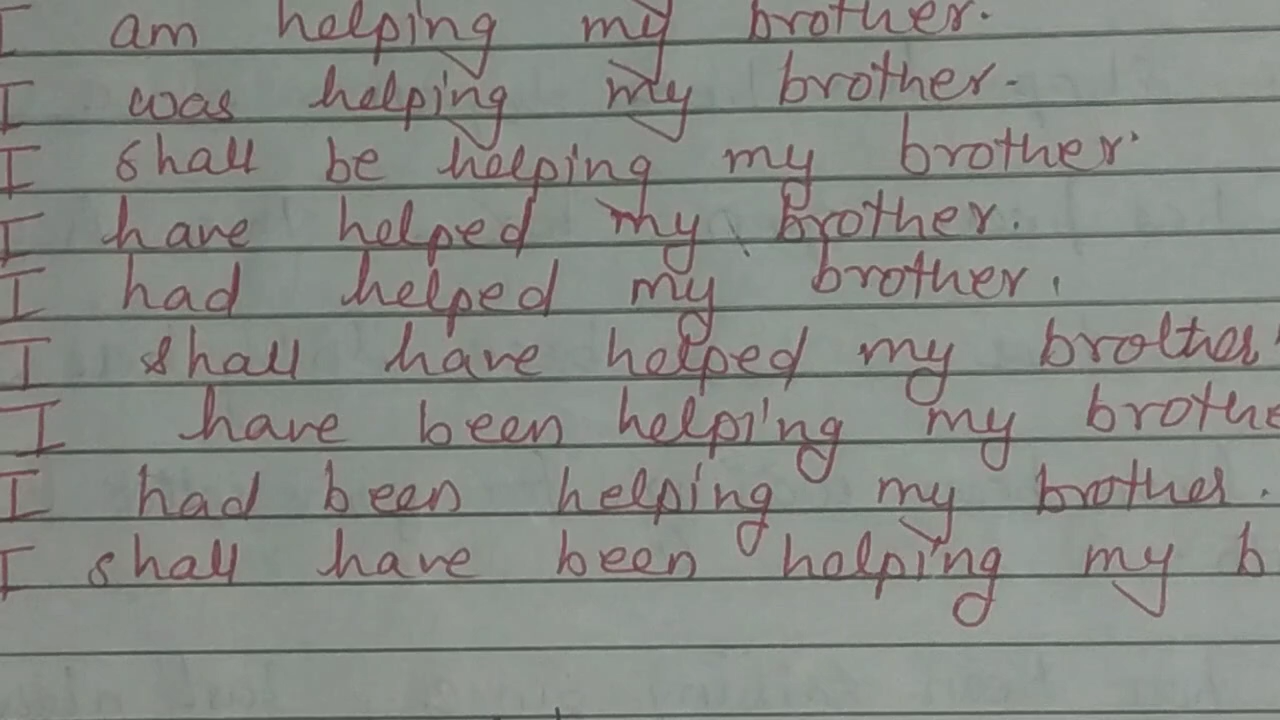 I am helping my brother.
I was helping my brother.
I shall be helping my brother.
I have helped my brother.
I had helped my brother.
I shall have helped my brother
I have been helping my brothe
I had been helping my brother.
I shall have been helping my b